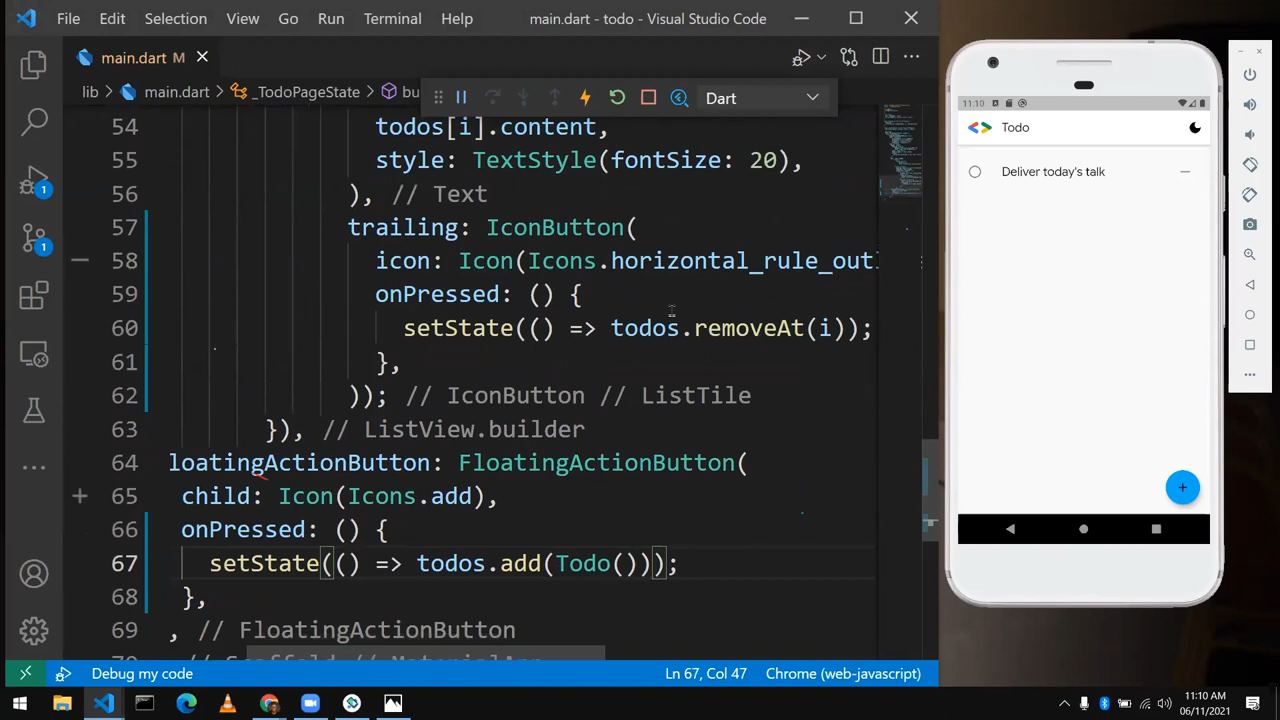 File Edit Selection View Go Run Terminal Help main.dart - todo - Visual Studio Code
main.dart M
lib main.dart _TodoPageState bu
Dart
54 todos[i].content,
55 style: TextStyle(fontSize: 20),
56 ), // Text
57 trailing: IconButton(
58 icon: Icon(Icons.horizontal_rule_outl
59 onPressed: () {
60 setState(() => todos.removeAt(i));
61 },
62 )); // IconButton // ListTile
63 }), // ListView.builder
64 loatingActionButton: FloatingActionButton(
65 child: Icon(Icons.add),
66 onPressed: () {
67 setState(() => todos.add(Todo()));
68 },
69 , // FloatingActionButton
1
1
Debug my code Ln 67, Col 47 Chrome (web-javascript)
11:10
Todo
Deliver today's talk
11:10 AM
06/11/2021